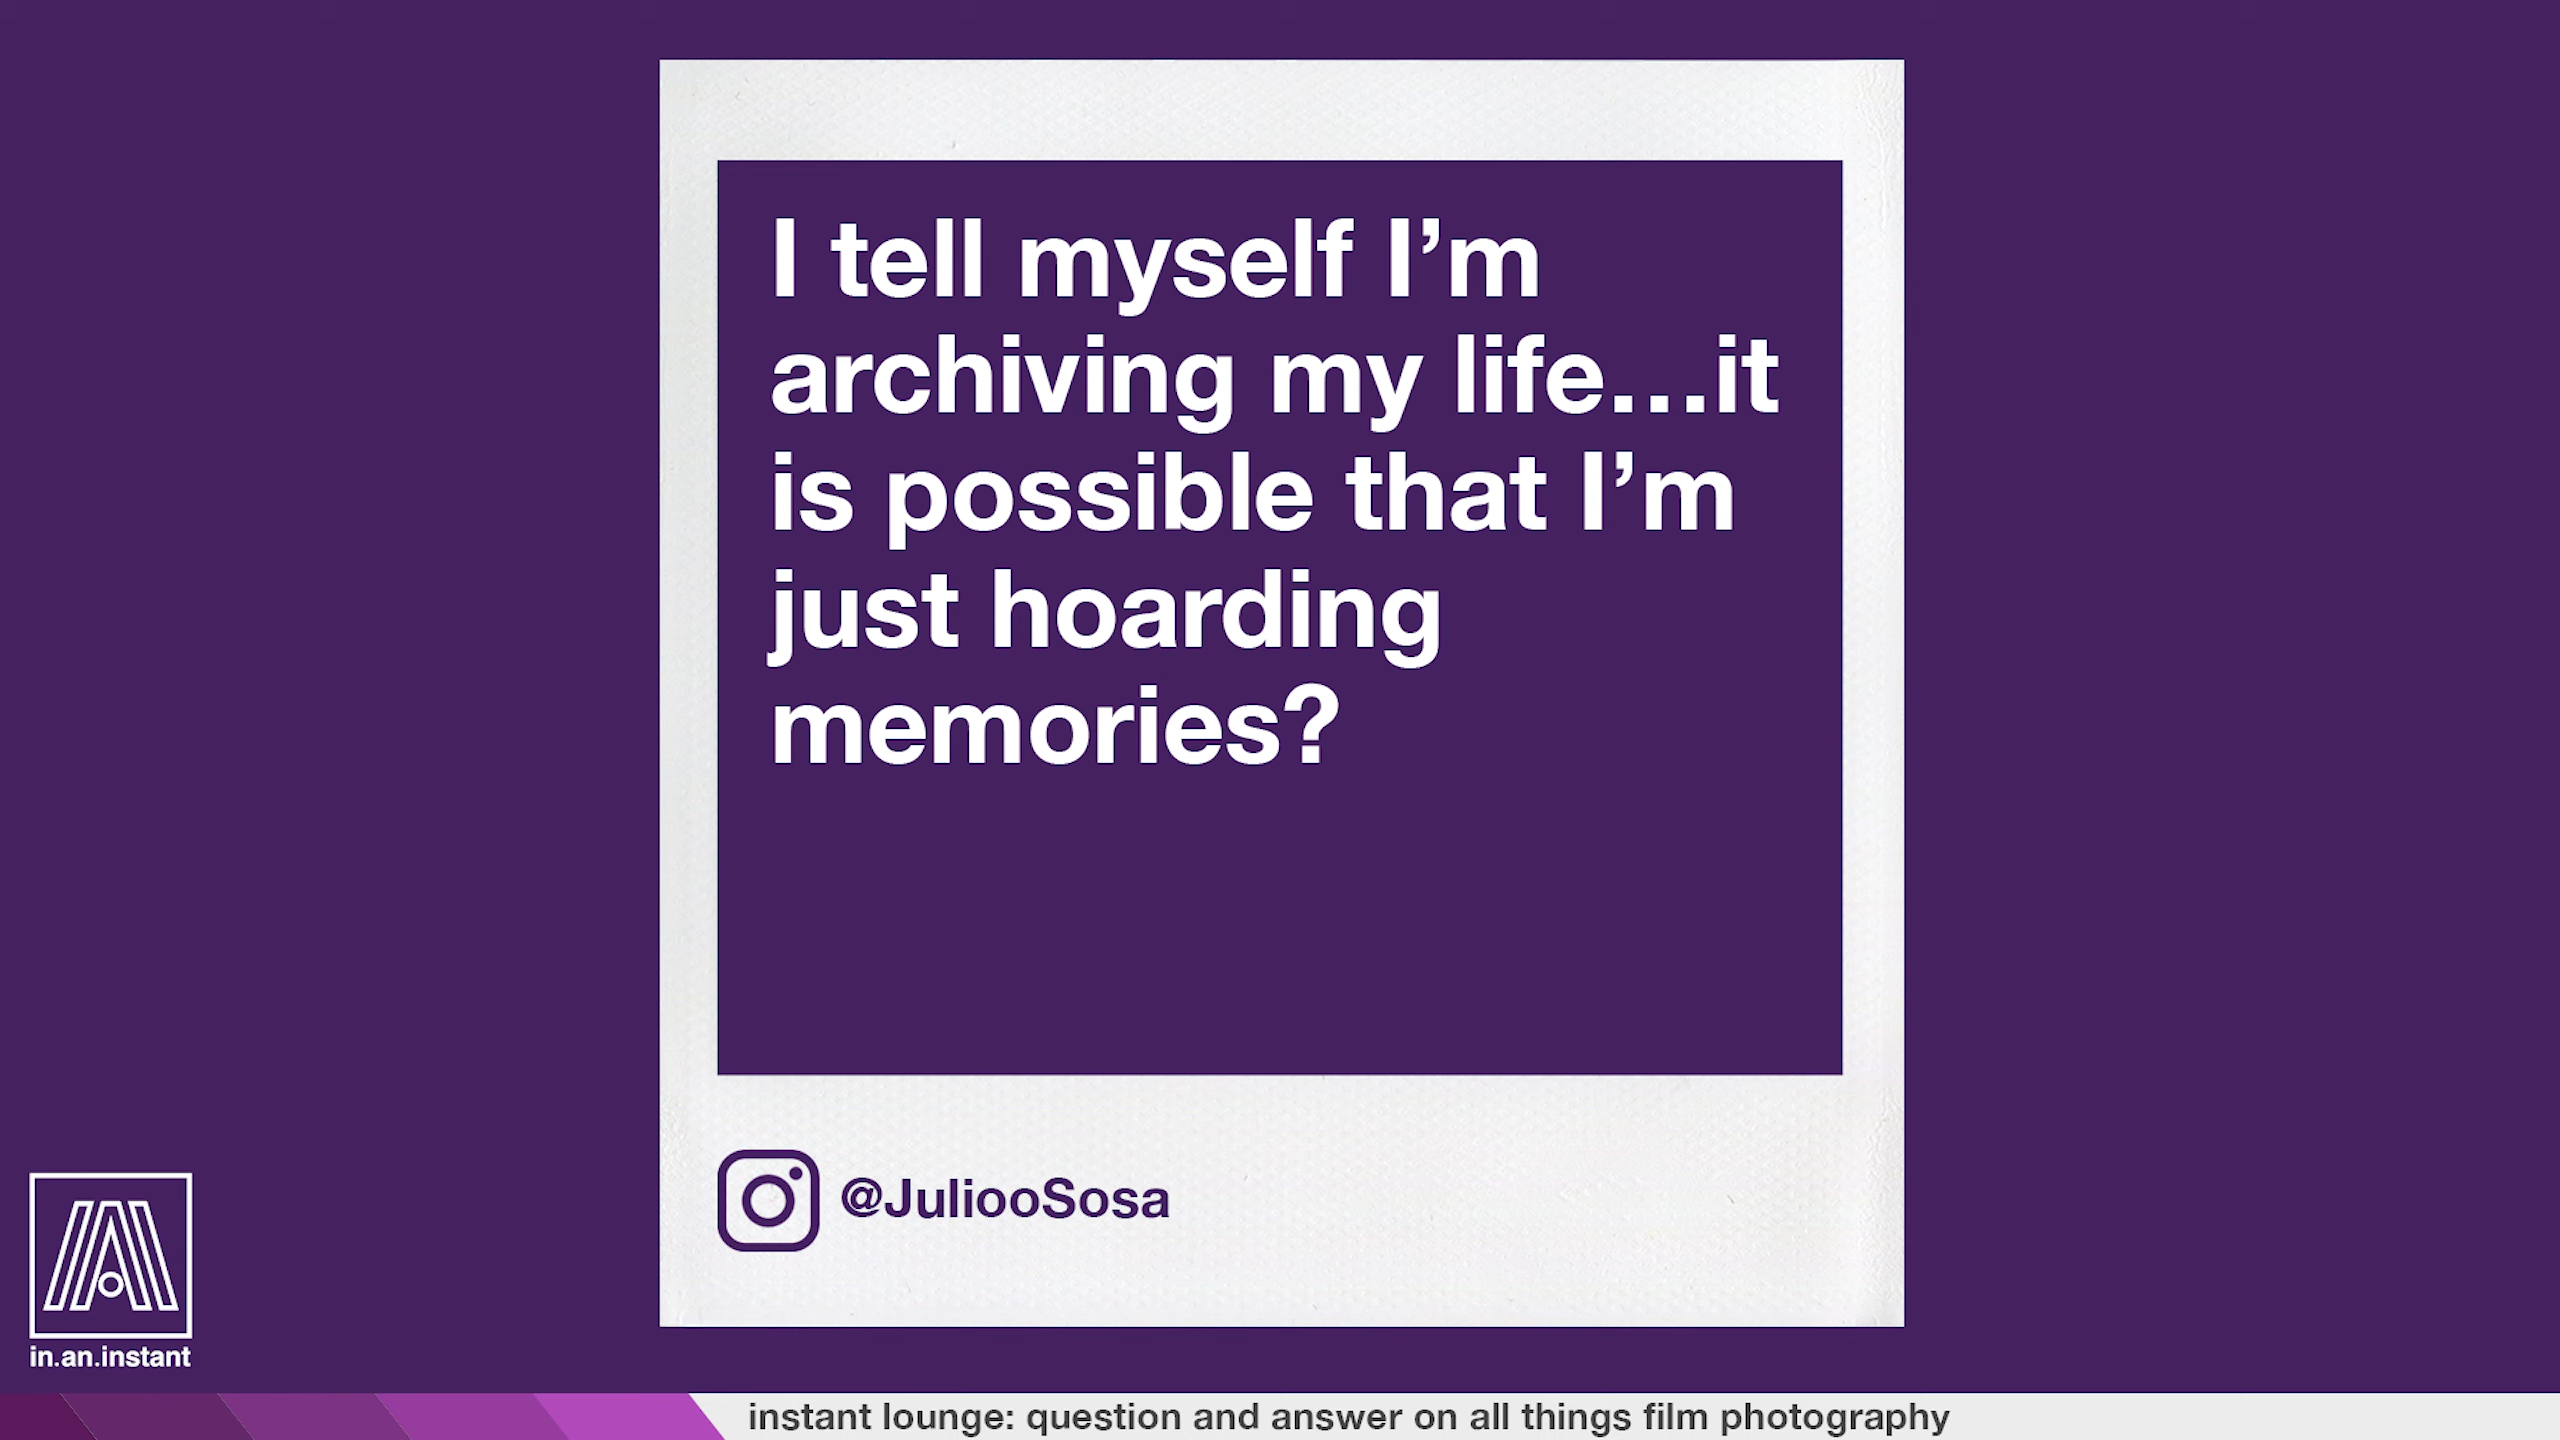 I tell myself I’m
archiving my life...it
is possible that I’m
just hoarding
memories?
@JuliooSosa
in.an.instant
instant lounge: question and answer on all things film photography